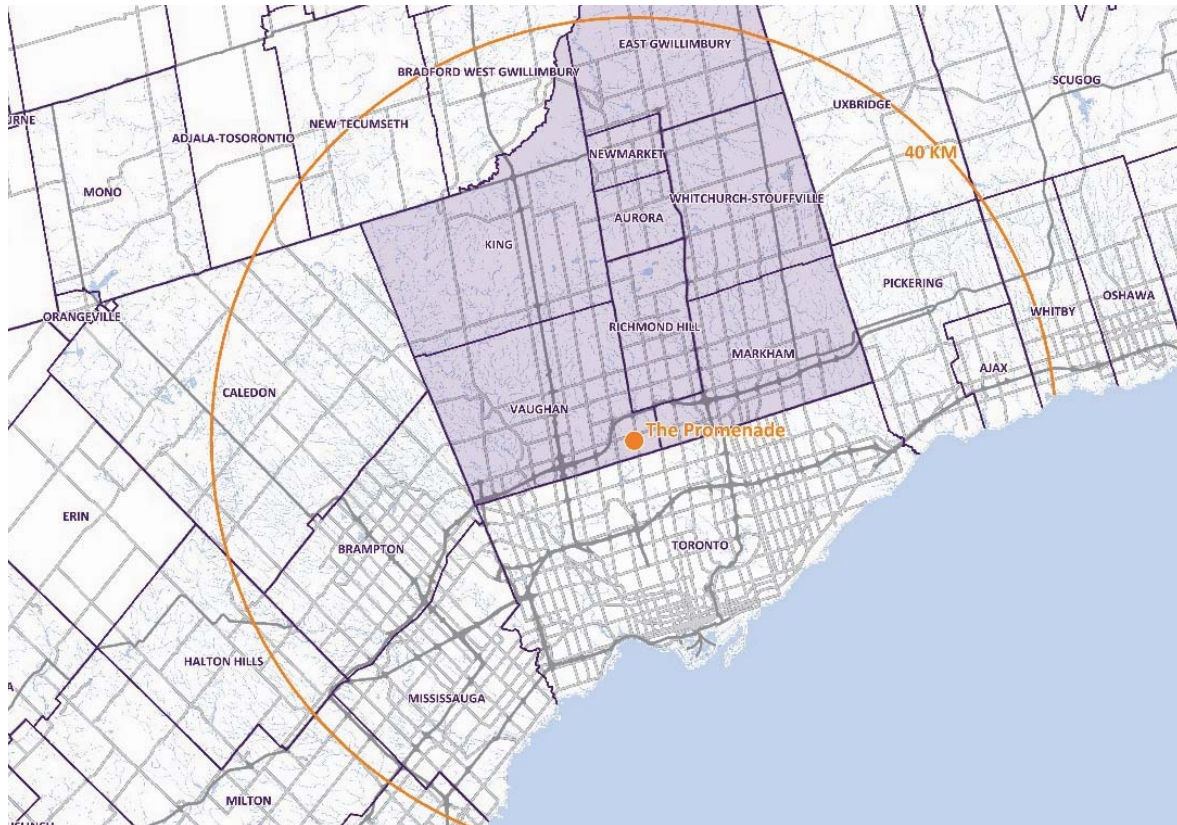 EAST GWILLIMBURY
BRADFORD WEST GWILLIMBURY
SCUGOG
UXBRIDGE
URNE
NEW TECUMSETH
ADJALA-TOSORONTIO
40 KM
NEWMARKET
MONO
WHITCHURCH-STOUFFVILLE
AURORA
KING
PICKERING
OSHAWA
WHITBY
ORANGEVILLE
RICHMOND HILL
MARKHAM
AJAX
CALEDON
VAUGHAN
The Promenade
ERIN
BRAMPTON
TORONTO
HALTON HILLS
MISSISSAUGA
MILTON